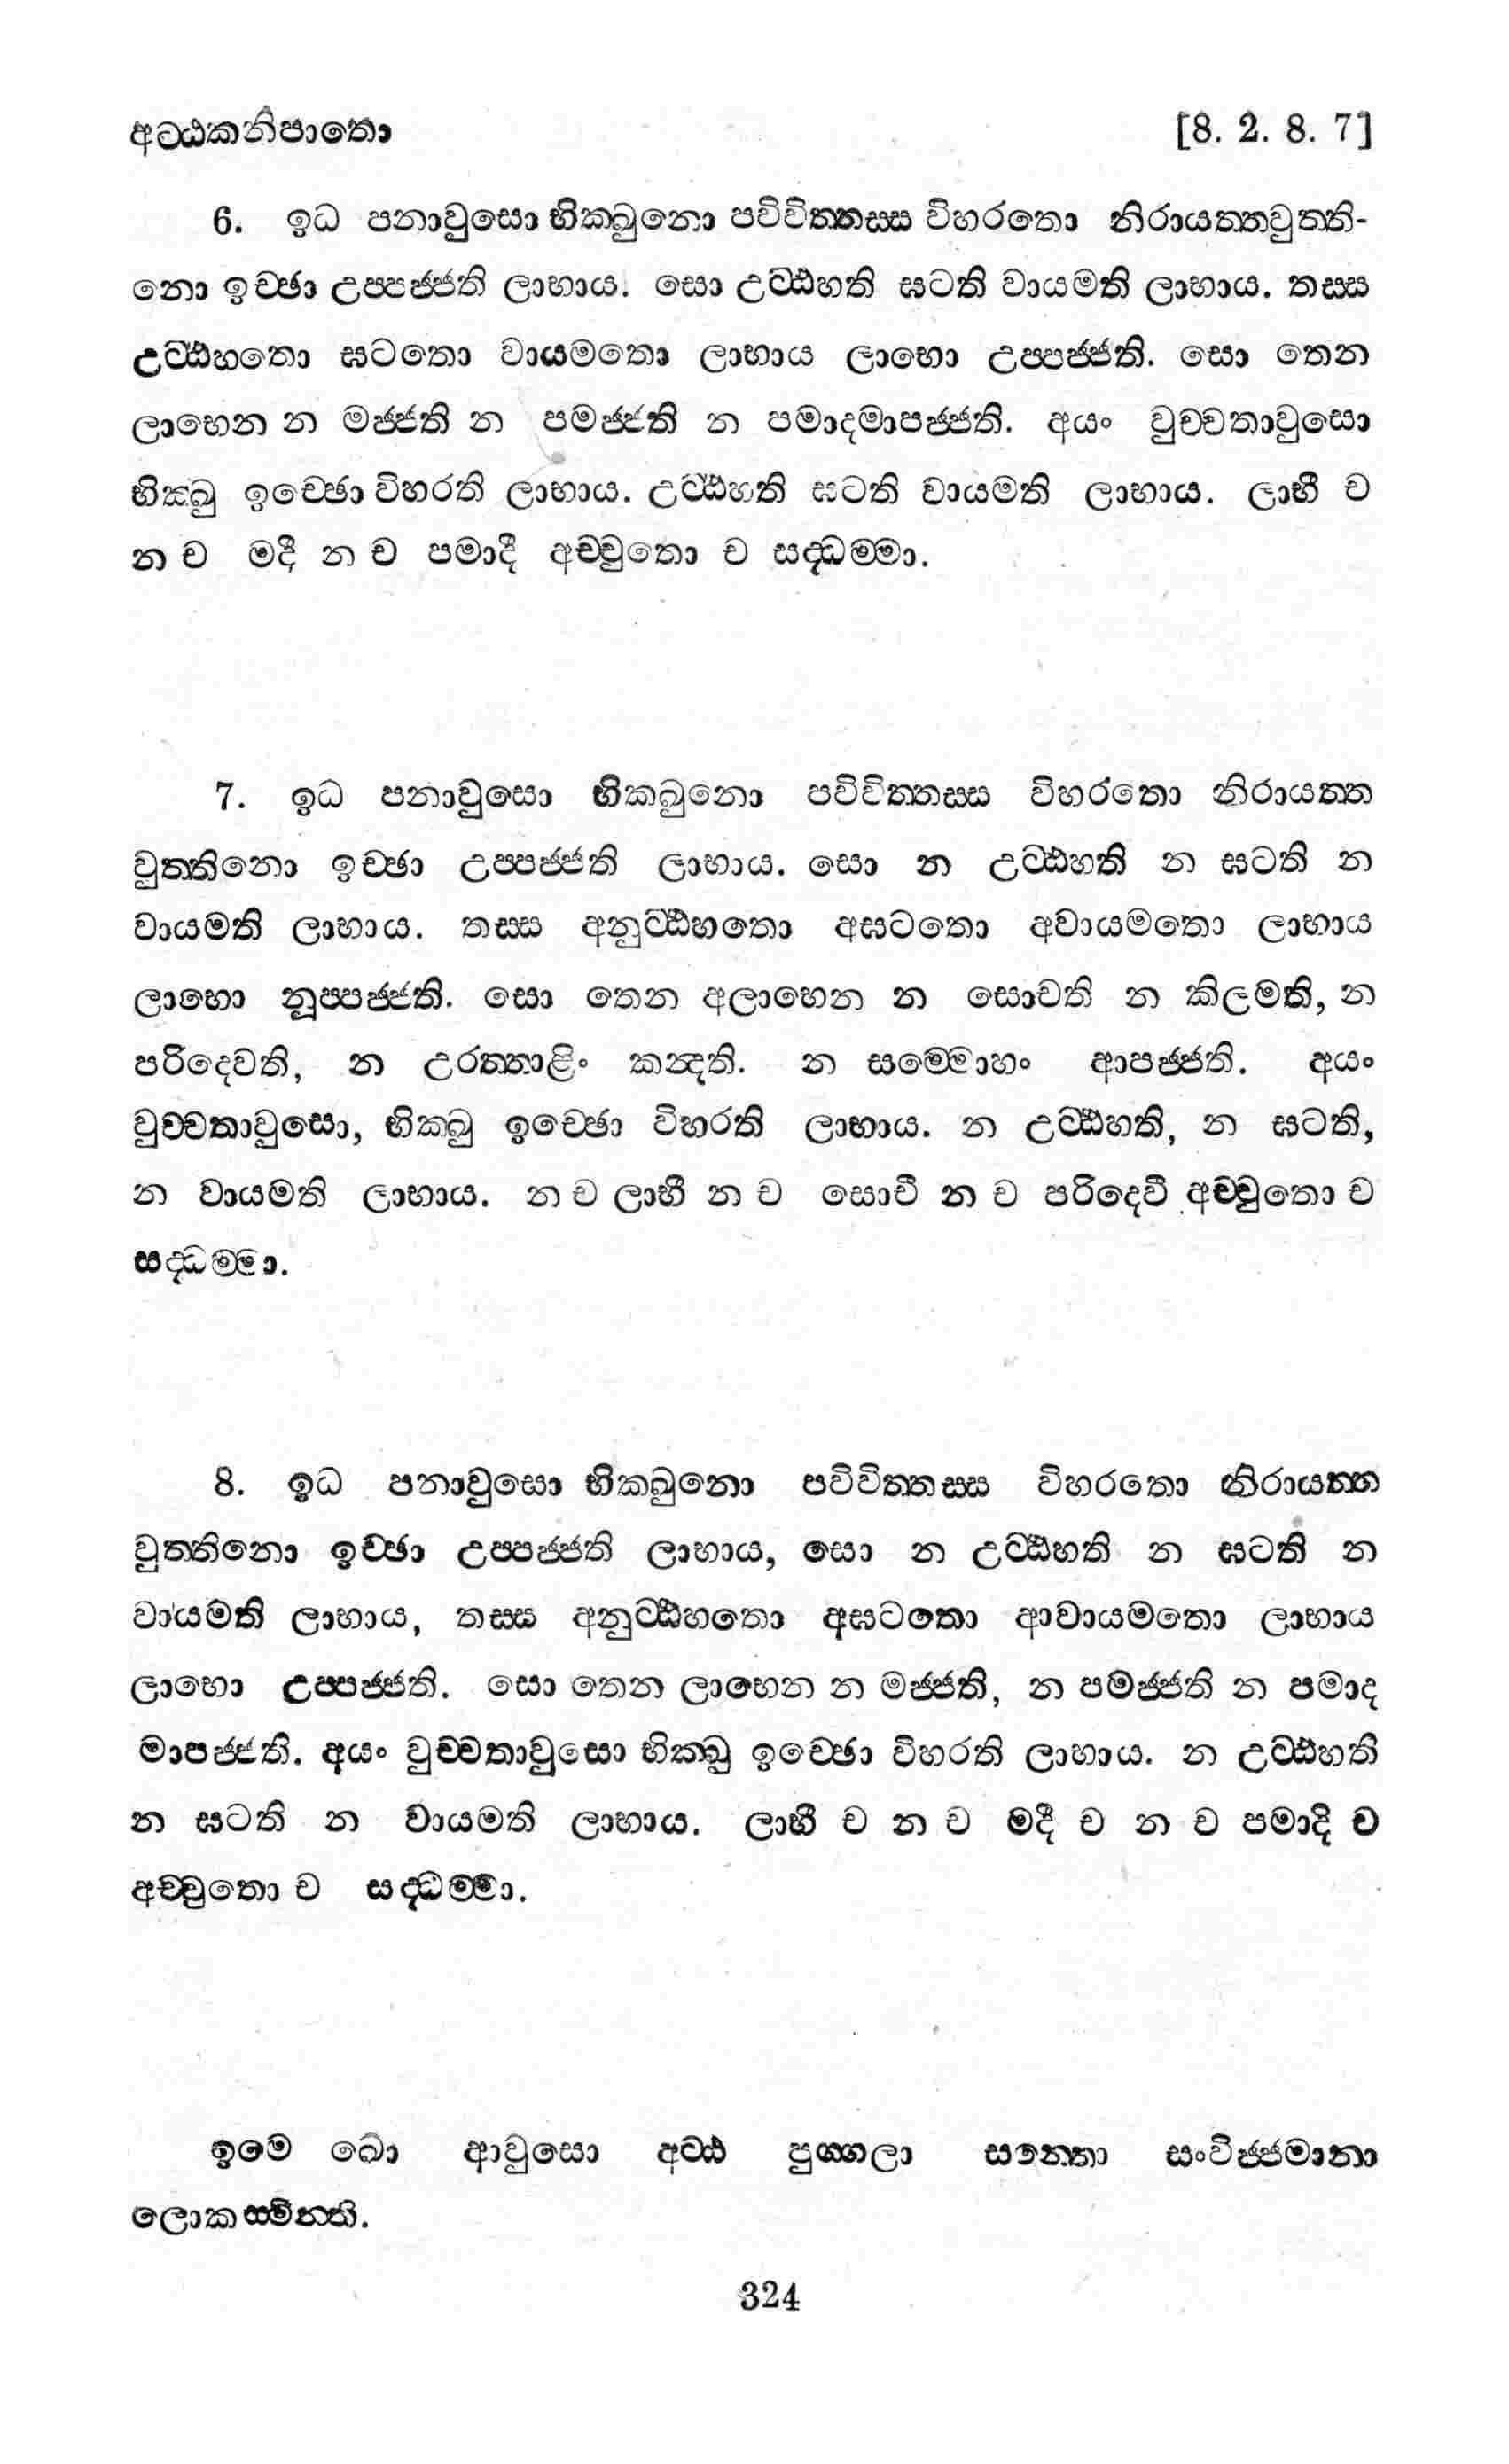 අට්ඨකනිපාතො [8. 2. 8. 7]
6. ඉධ පනාවුසො භික්ඛුනො පවිවිත්තස්ස විහරතො නිරායත්තවුත්ති-
නො ඉච්ඡා උප්පජ්ජති ලාභාය. සො උට්ඨහති ඝටති වායමති ලාභාය. තස්ස
උට්ඨහතො ඝටතො වායමතො ලාභාය ලාභො උප්පජ්ජති. සො තෙන
ලාභෙන න මජ්ජති න පමජ්ජති න පමාදමාපජ්ජති. අයං වුච්චතාවුසො
භික්ඛු ඉච්ඡො විහරති ලාභාය. උට්ඨහති ඝටති වායමති ලාභාය. ලාභී ච
න ච මදී න ච පමාදී අච්චුතො ච සද්ධම්මා.
7. ඉධ පනාවුසො භික්ඛුනො පවිවිත්තස්ස විහරතො නිරායත්ත
වුත්තිනො ඉච්ඡා උප්පජ්ජති ලාභාය. සො න උට්ඨහති න ඝටති න
වායමති ලාභාය. තස්ස අනුට්ඨහතො අඝටතො අවායමතො ලාභාය
ලාභො නූප්පජ්ජති. සො තෙන අලාභෙන න සොචති න කිලමති, න
පරිදෙවති, න උරත්තාළිං කන්දති. න සම්මොහං ආපජ්ජති. අයං
වුච්චතාවුසො, භික්ඛු ඉච්ඡො විහරති ලාභාය. න උට්ඨහති, න ඝටති,
න වායමති ලාභාය. න ච ලාභී න ච සොචී න ච පරිදෙවී අච්චුතො ච
සද්ධම්මා.
8. ඉධ පනාවුසො භික්ඛුනො පවිවිත්තස්ස විහරතො නිරායත්ත
වුත්තිනො ඉච්ඡා උප්පජ්ජති ලාභාය, සො න උට්ඨහති න ඝටති න
වායමති ලාභාය, තස්ස අනුට්ඨහතො අඝටතො ආවායමතො ලාභාය
ලාභො උප්පජ්ජති. සො තෙන ලාභෙන න මජ්ජති, න පමජ්ජති න පමාද
මාපජ්ජති. අයං වුච්චතාවුසො භික්ඛු ඉච්ඡො විහරති ලාභාය. න උට්ඨහති
න ඝටති න වායමති ලාභාය. ලාභී ච න ච මදී ච න ච පමාදි ච
අච්චුතො ච සද්ධම්මා.
ඉමෙ ඛො ආවුසො අට්ඨ පුග්ගලා සන්තො සංවිජ්ජමානා
ලොකස්මින්ති.
324